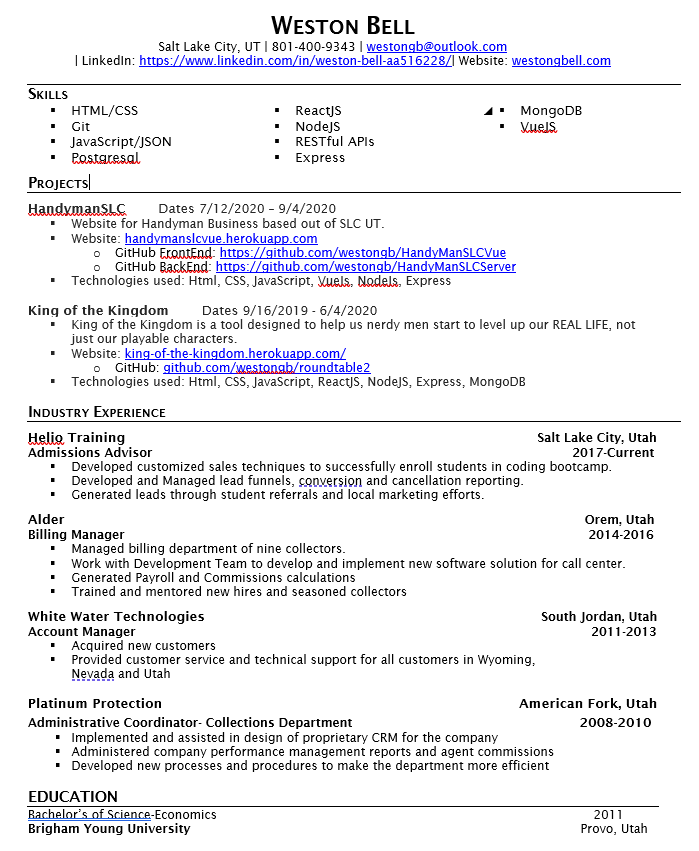 WESTON BELL
Salt Lake City, UT | 801-400-9343 | westongb@outlook.com
| LinkedIn: https://www.linkedin.com/in/weston-bell-aa516228/| Website: westongbell.com
SKILLS
▪ HTML/CSS ▪ ReactJS ▪ MongoDB
▪ Git ▪ NodeJS ▪ VueJS
▪ JavaScript/JSON ▪ RESTful APIs
▪ Postgresql ▪ Express
PROJECTS
HandymanSLC Dates 7/12/2020 – 9/4/2020
▪ Website for Handyman Business based out of SLC UT.
▪ Website: handymanslcvue.herokuapp.com
o GitHub FrontEnd: https://github.com/westongb/HandyManSLCVue
o GitHub BackEnd: https://github.com/westongb/HandyManSLCServer
▪ Technologies used: Html, CSS, JavaScript, VueJs, NodeJs, Express
King of the Kingdom Dates 9/16/2019 - 6/4/2020
▪ King of the Kingdom is a tool designed to help us nerdy men start to level up our REAL LIFE, not
just our playable characters.
▪ Website: king-of-the-kingdom.herokuapp.com/
o GitHub: github.com/westongb/roundtable2
▪ Technologies used: Html, CSS, JavaScript, ReactJS, NodeJS, Express, MongoDB
INDUSTRY EXPERIENCE
Helio Training Salt Lake City, Utah
Admissions Advisor 2017-Current
▪ Developed customized sales techniques to successfully enroll students in coding bootcamp.
▪ Developed and Managed lead funnels, conversion and cancellation reporting.
▪ Generated leads through student referrals and local marketing efforts.
Alder Orem, Utah
Billing Manager 2014-2016
▪ Managed billing department of nine collectors.
▪ Work with Development Team to develop and implement new software solution for call center.
▪ Generated Payroll and Commissions calculations
▪ Trained and mentored new hires and seasoned collectors
White Water Technologies South Jordan, Utah
Account Manager 2011-2013
▪ Acquired new customers
▪ Provided customer service and technical support for all customers in Wyoming,
Nevada and Utah
Platinum Protection American Fork, Utah
Administrative Coordinator- Collections Department 2008-2010
▪ Implemented and assisted in design of proprietary CRM for the company
▪ Administered company performance management reports and agent commissions
▪ Developed new processes and procedures to make the department more efficient
EDUCATION
Bachelor's of Science-Economics 2011
Brigham Young University Provo, Utah